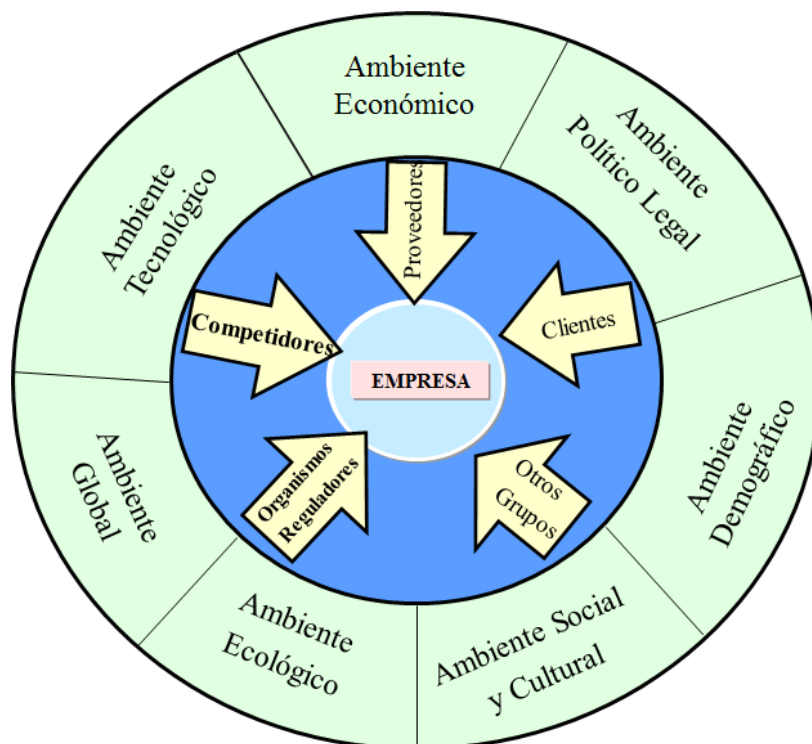 Ambiente
Económico
Ambiente
Político Legal
Ambiente
Tecnológico
Proveedores
Competidores
Clientes
EMPRESA
Organismos
Reguladores
Otros
Grupos
Ambiente
Demográfico
Ambiente
Global
Ambiente
Ecológico
Ambiente Social
y Cultural